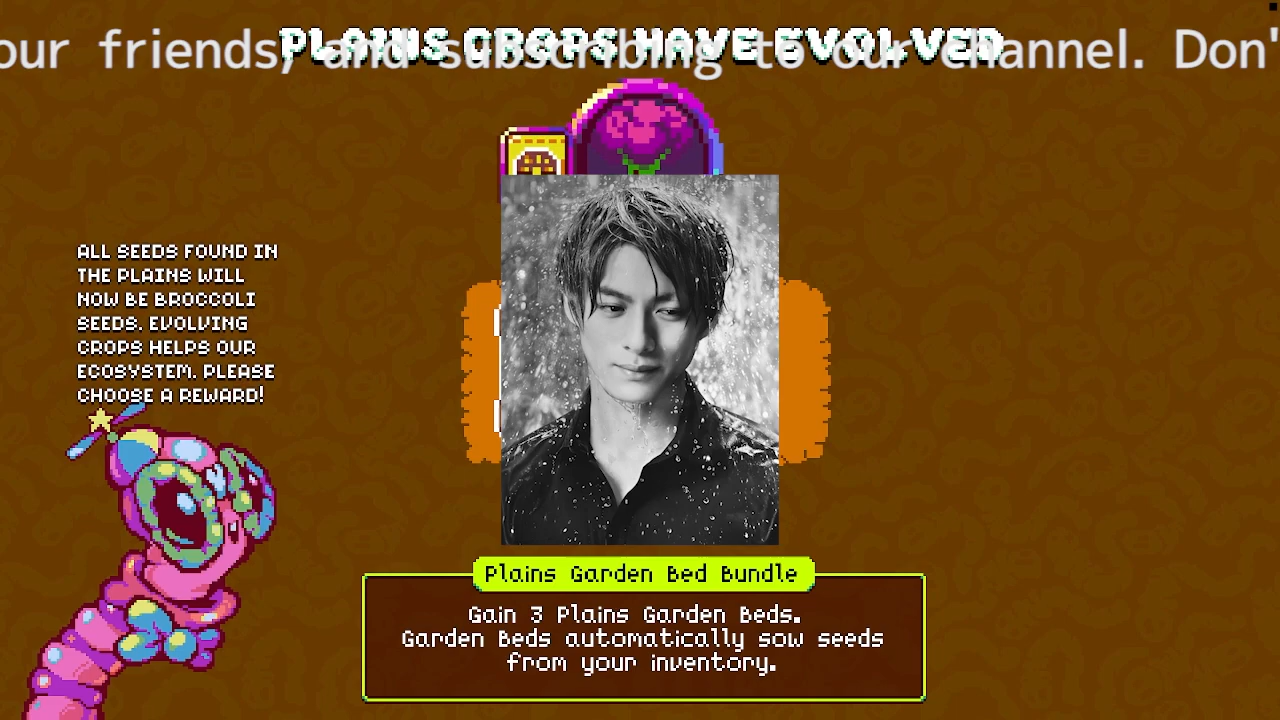 PLAINS CROPS HAVE EVOLVED
our friends, and subscribing to our channel. Don'
ALL SEEDS FOUND IN
THE PLAINS WILL
NOW BE BROCCOLI
SEEDS. EVOLVING
CROPS HELPS OUR
ECOSYSTEM. PLEASE
CHOOSE A REWARD!
Plains Garden Bed Bundle
Gain 3 Plains Garden Beds.
Garden Beds automatically sow seeds
from your inventory.